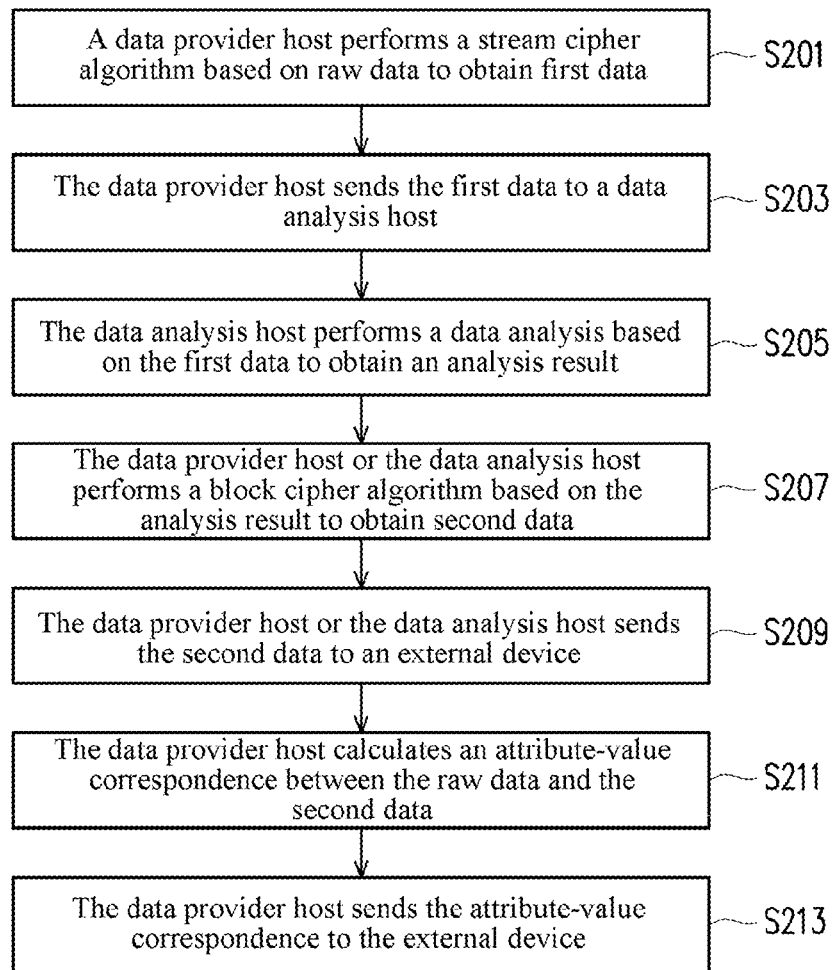 A data provider host performs a stream cipher
algorithm based on raw data to obtain first data
S201
The data provider host sends the first data to a data
analysis host
S203
The data analysis host performs a data analysis based
on the first data to obtain an analysis result
S205
The data provider host or the data analysis host
performs a block cipher algorithm based on the
analysis result to obtain second data
S207
The data provider host or the data analysis host sends
the second data to an external device
S209
The data provider host calculates an attribute-value
correspondence between the raw data and the
second data
S211
The data provider host sends the attribute-value
correspondence to the external device
S213